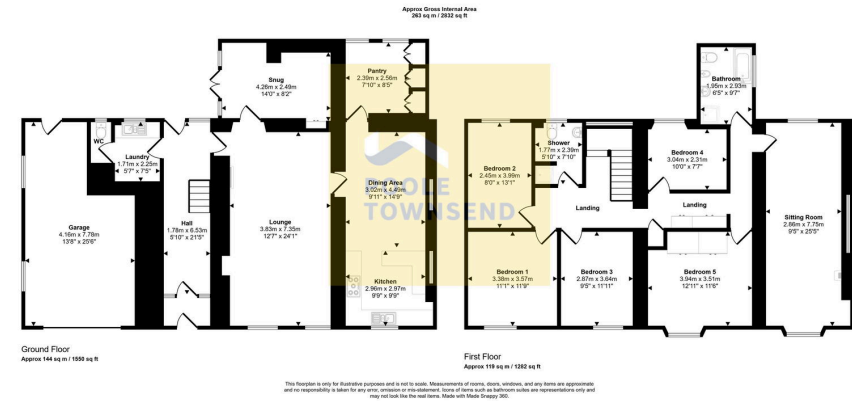 Approx Gross Internal Area
263 sq m / 2832 sq ft
Snug
4.26m x 2.49m
14'0" x 8'2"
Pantry
2.39m x 2.56m
7'10" x 8'5"
Bathroom
1.95m x 2.93m
6'5" x 9'7"
WC
Laundry
1.71m x 2.25m
5'7" x 7'5"
Shower
1.77m x 2.39m
5'10" x 7'10"
Bedroom 4
3.04m x 2.31m
10'0" x 7'7"
Bedroom 2
2.45m x 3.99m
8'0" x 13'1"
Dining Area
3.02m x 4.49m
9'11" x 14'9"
POOLE
TOWNSEND
Garage
4.16m x 7.78m
13'8" x 25'6"
Hall
1.78m x 6.53m
5'10" x 21'5"
Lounge
3.83m x 7.35m
12'7" x 24'1"
Landing
Landing
Sitting Room
2.86m x 7.75m
9'5" x 25'5"
Kitchen
2.96m x 2.97m
9'9" x 9'9"
Bedroom 1
3.38m x 3.57m
11'1" x 11'9"
Bedroom 3
2.87m x 3.64m
9'5" x 11'11"
Bedroom 5
3.94m x 3.51m
12'11" x 11'6"
Ground Floor
Approx 144 sq m / 1550 sq ft
First Floor
Approx 119 sq m / 1282 sq ft
This floorplan is only for illustrative purposes and is not to scale. Measurements of rooms, doors, windows, and any items are approximate
and no responsibility is taken for any error, omission or mis-statement. Icons of items such as bathroom suites are representations only and
may not look like the real items. Made with Made Snappy 360.